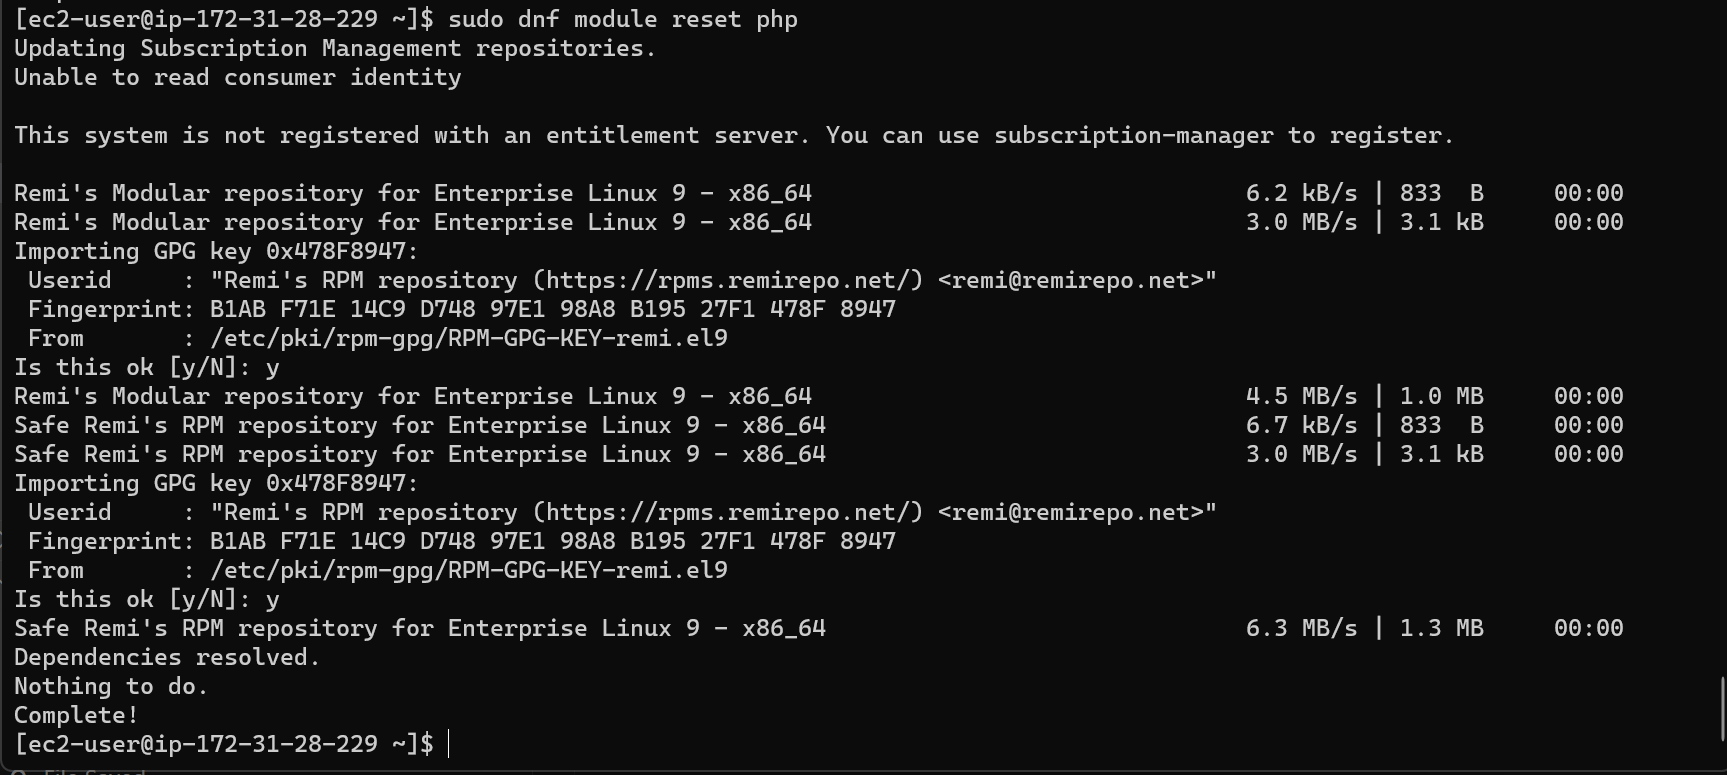 [ec2-user@ip-172-31-28-229 ~]$ sudo dnf module reset php
Updating Subscription Management repositories.
Unable to read consumer identity
This system is not registered with an entitlement server. You can use subscription-manager to register.
Remi's Modular repository for Enterprise Linux 9 - x86_64 6.2 kB/s | 833 B 00:00
Remi's Modular repository for Enterprise Linux 9 - x86_64 3.0 MB/s | 3.1 kB 00:00
Importing GPG key 0x478F8947:
Userid : "Remi's RPM repository (https://rpms.remirepo.net/) <remi@remirepo.net>"
Fingerprint: B1AB F71E 14C9 D748 97E1 98A8 B195 27F1 478F 8947
From : /etc/pki/rpm-gpg/RPM-GPG-KEY-remi.el9
Is this ok [y/N]: y
Remi's Modular repository for Enterprise Linux 9 - x86_64 4.5 MB/s | 1.0 MB 00:00
Safe Remi's RPM repository for Enterprise Linux 9 - x86_64 6.7 kB/s | 833 B 00:00
Safe Remi's RPM repository for Enterprise Linux 9 - x86_64 3.0 MB/s | 3.1 kB 00:00
Importing GPG key 0x478F8947:
Userid : "Remi's RPM repository (https://rpms.remirepo.net/) <remi@remirepo.net>"
Fingerprint: B1AB F71E 14C9 D748 97E1 98A8 B195 27F1 478F 8947
From : /etc/pki/rpm-gpg/RPM-GPG-KEY-remi.el9
Is this ok [y/N]: y
Safe Remi's RPM repository for Enterprise Linux 9 - x86_64 6.3 MB/s | 1.3 MB 00:00
Dependencies resolved.
Nothing to do.
Complete!
[ec2-user@ip-172-31-28-229 ~]$